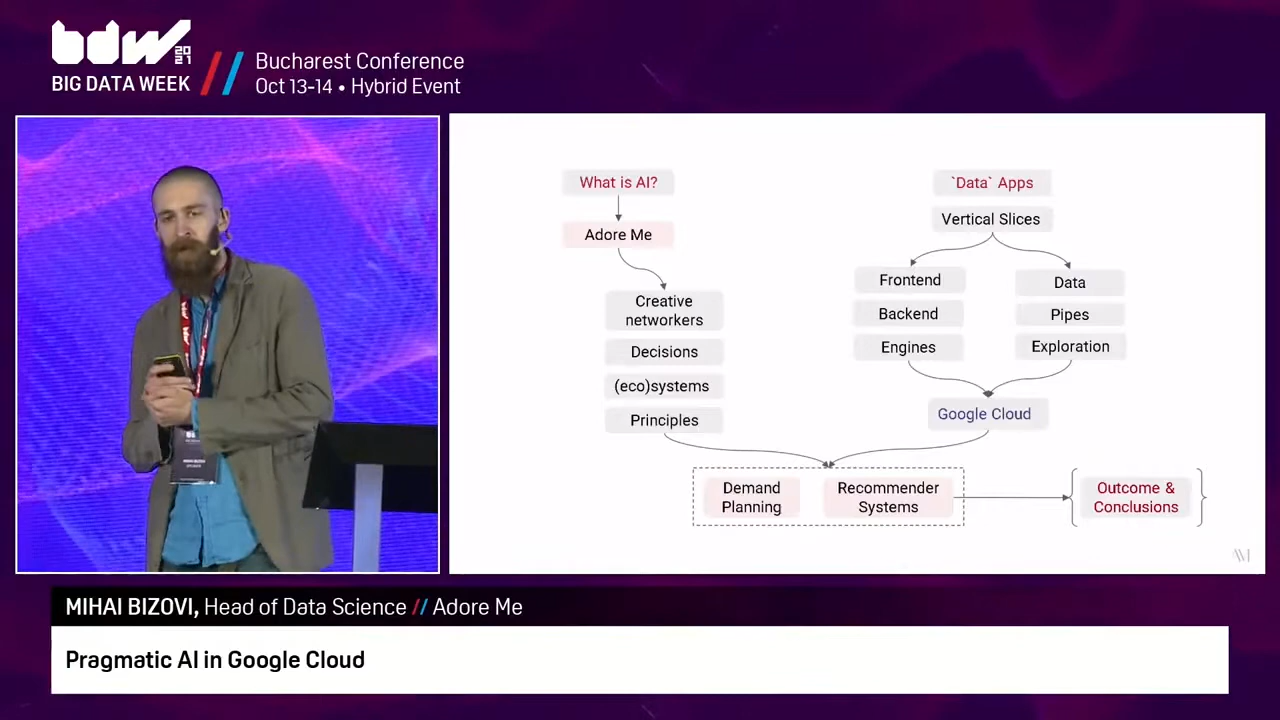 bdw 2021
BIG DATA WEEK
Bucharest Conference
Oct 13-14 • Hybrid Event
What is AI?
Adore Me
Creative
networkers
Decisions
(eco)systems
Principles
`Data` Apps
Vertical Slices
Frontend
Backend
Engines
Data
Pipes
Exploration
Google Cloud
Demand
Planning
Recommender
Systems
Outcome &
Conclusions
MIHAI BIZOVI, Head of Data Science // Adore Me
Pragmatic AI in Google Cloud